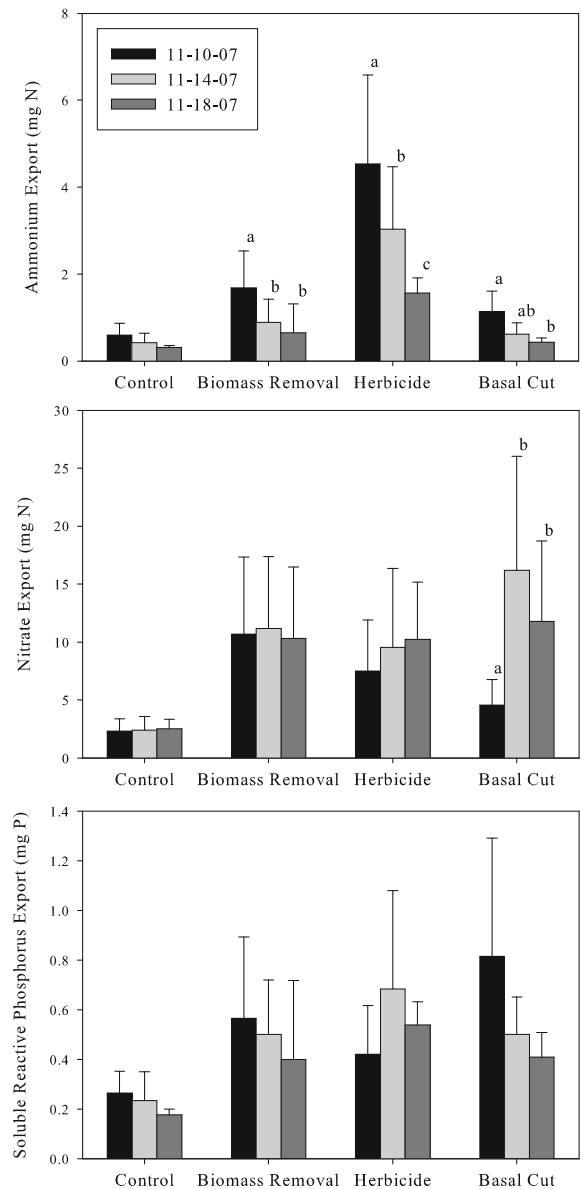 8
11-10-07
11-14-07
11-18-07
a
6
b
Ammonium Export (mg N)
4
a
c
2
b
b
a
ab
b
0
Control Biomass Removal Herbicide Basal Cut
30
b
25
b
20
Nitrate Export (mg N)
15
10
a
5
0
Control Biomass Removal Herbicide Basal Cut
1.4
1.2
1.0
Soluble Reactive Phosphorus Export (mg P)
0.8
0.6
0.4
0.2
0.0
Control Biomass Removal Herbicide Basal Cut